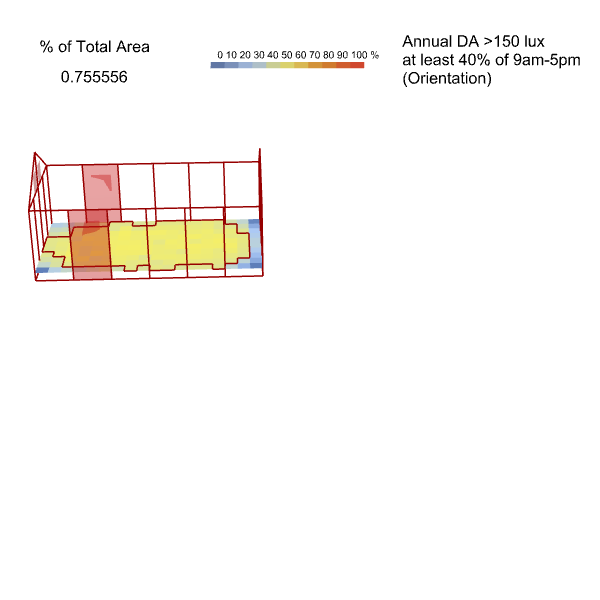 % of Total Area
0.755556
0 10 20 30 40 50 60 70 80 90 100 %
Annual DA >150 lux
at least 40% of 9am-5pm
(Orientation)